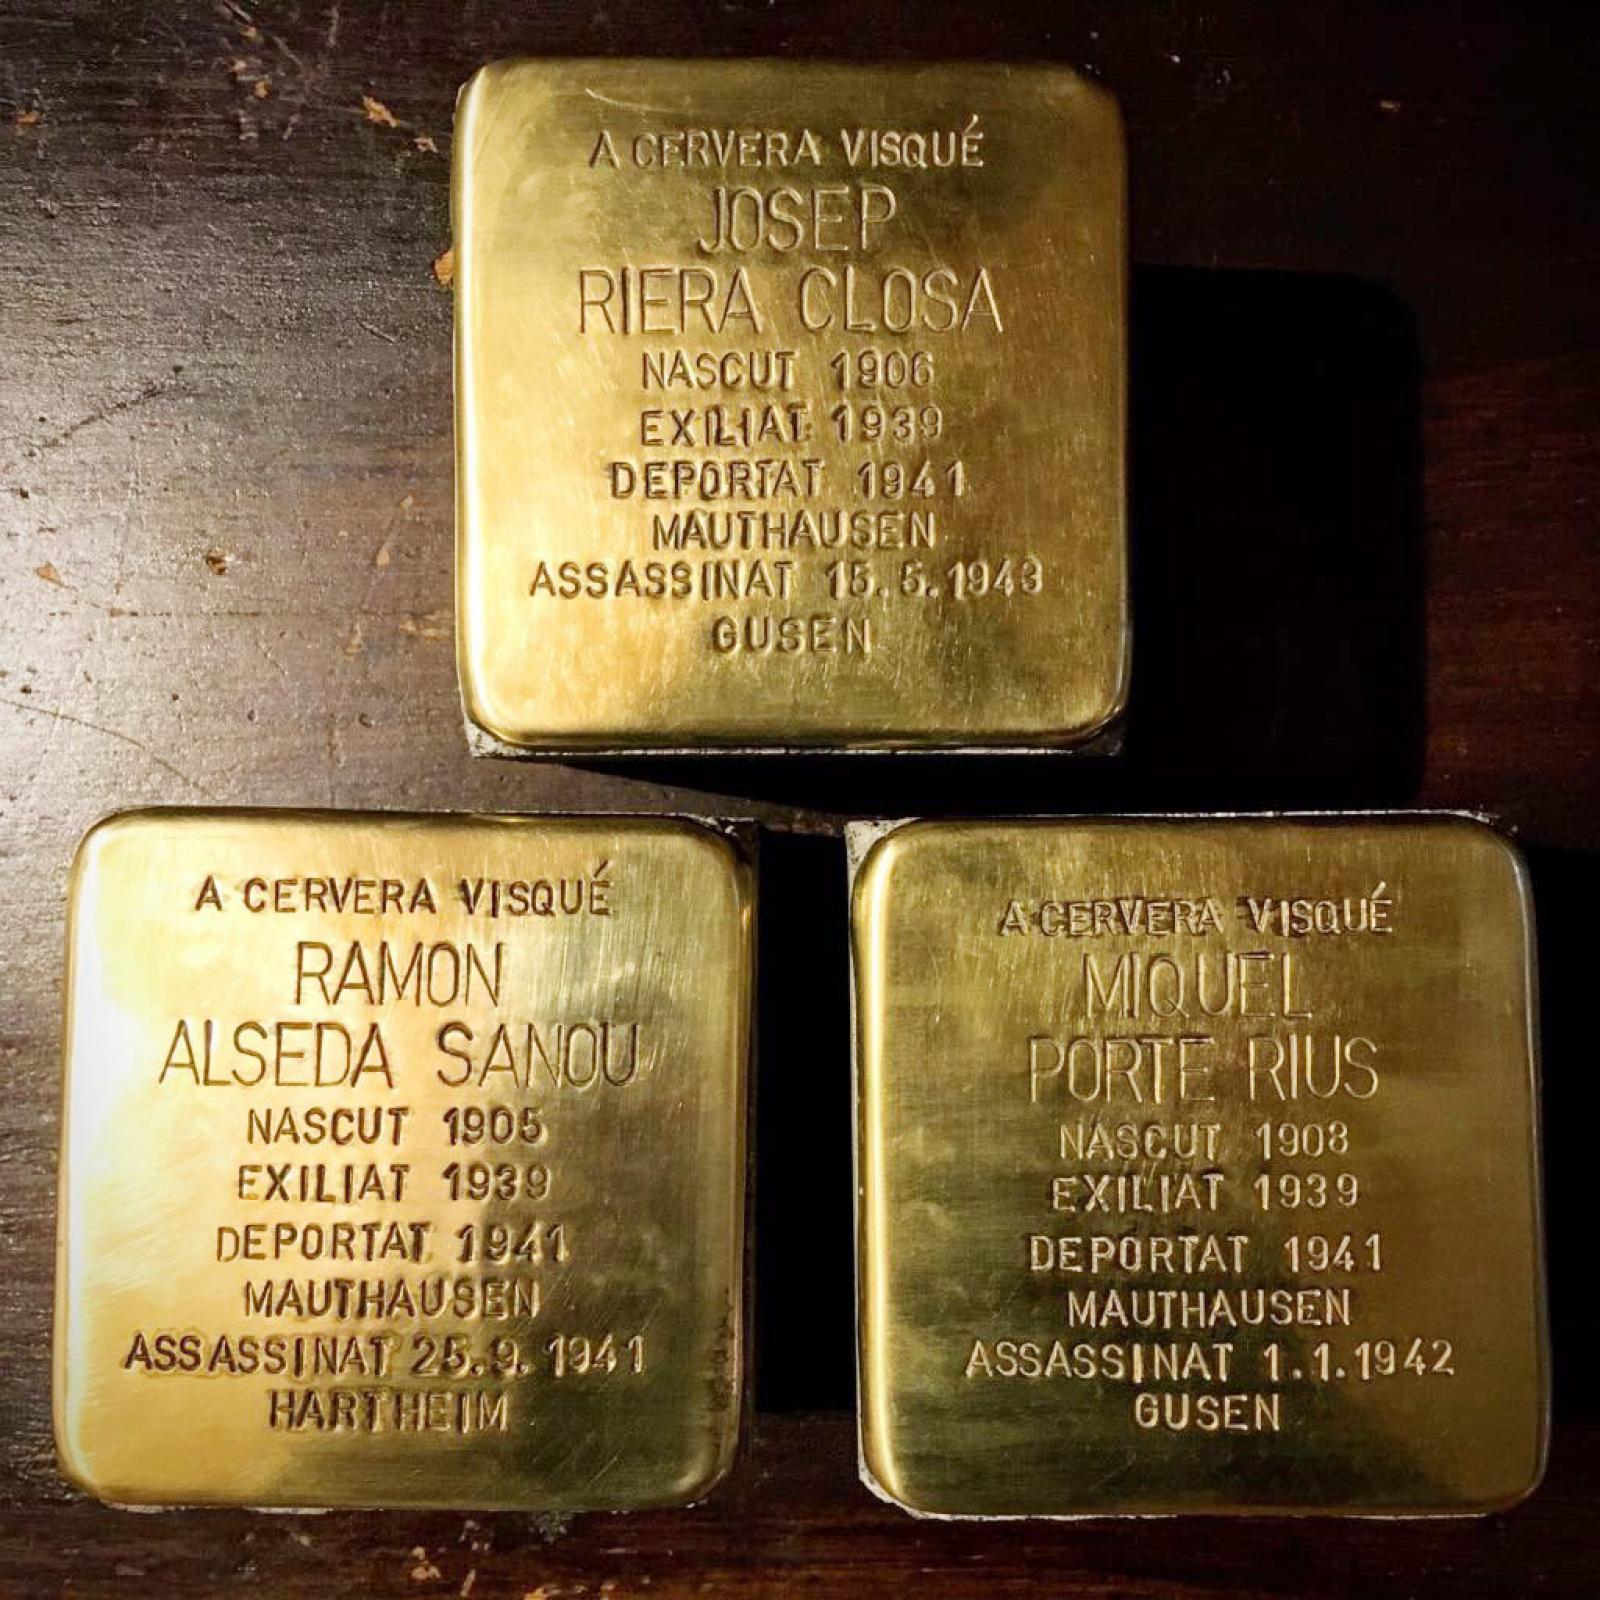 A CERVERA VISQUÉ
JOSEP
RIERA CLOSA
NASCUT 1906
EXILIAT 1939
DEPORTAT 1941
MAUTHAUSEN
ASSASSINAT 15.5.1943
GUSEN
A CERVERA VISQUÉ
RAMON
ALSEDA SANOU
NASCUT 1905
EXILIAT 1939
DEPORTAT 1941
MAUTHAUSEN
ASSASSINAT 25.9.1941
HARTHEIM
A CERVERA VISQUÉ
MIQUEL
PORTE RIUS
NASCUT 1908
EXILIAT 1939
DEPORTAT 1941
MAUTHAUSEN
ASSASSINAT 1.1.1942
GUSEN